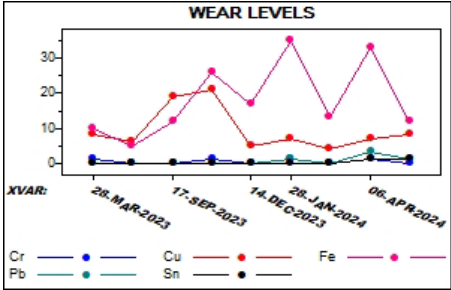 WEAR LEVELS
30
20
10
0
XVAR:
28-MAR-2023
17-SEP-2023
14-DEC-2023
28-JAN-2024
06-APR-2024
Cr
Cu
Fe
Pb
Sn